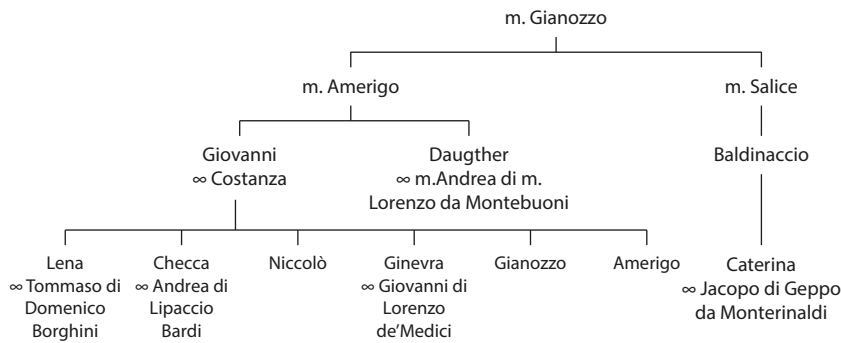 m. Gianozzo
m. Amerigo
m. Salice
Giovanni
∞ Costanza
Daugther
∞ m.Andrea di m.
Lorenzo da Montebuoni
Baldinaccio
Lena
∞ Tommaso di
Domenico
Borghini
Checca
∞ Andrea di
Lipaccio
Bardi
Niccolò
Ginevra
∞ Giovanni di
Lorenzo
de'Medici
Gianozzo
Amerigo
Caterina
∞ Jacopo di Geppo
da Monterinaldi